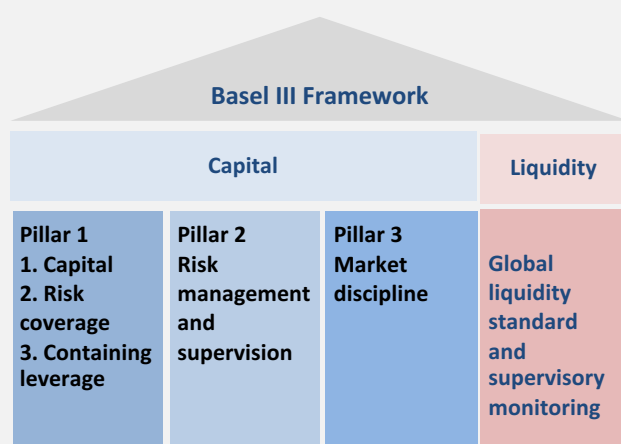 Basel III Framework
Capital
Liquidity
Pillar 1
1. Capital
2. Risk
coverage
3. Containing
leverage
Pillar 2
Risk
management
and
supervision
Pillar 3
Market
discipline
Global
liquidity
standard
and
supervisory
monitoring